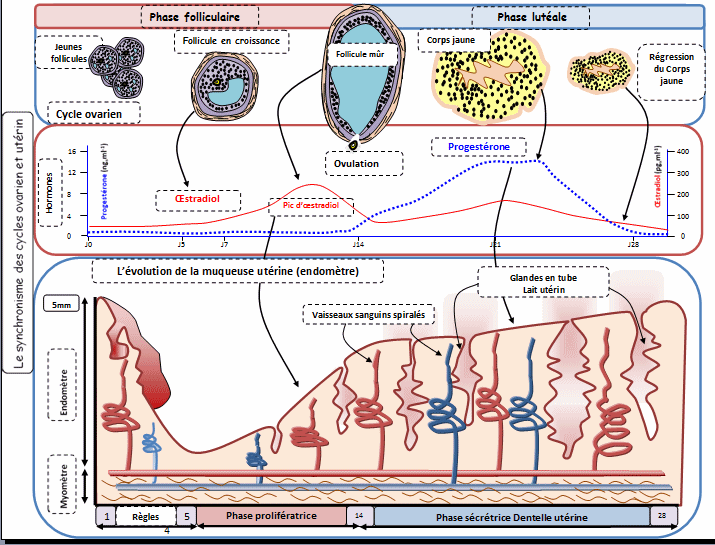 Phase folliculaire
Phase lutéale
Jeunes
follicules
Follicule en croissance
Follicule mûr
Corps jaune
Régression
du Corps
jaune
Cycle ovarien
Le synchronisme des cycles ovarien et utérin
Ovulation
Hormones
Progestérone (ng.ml-1)
16
12
8
4
0
Œstradiol
Pic d'œstradiol
Progestérone
Œstradiol (pg.ml-1)
400
300
200
100
0
J0
J5
J7
J14
J21
J28
L'évolution de la muqueuse utérine (endomètre)
Glandes en tube
Lait utérin
Vaisseaux sanguins spiralés
5mm
Endomètre
Myomètre
1
Règles
5
Phase proliférative
14
Phase sécrétrice Dentelle utérine
28
4